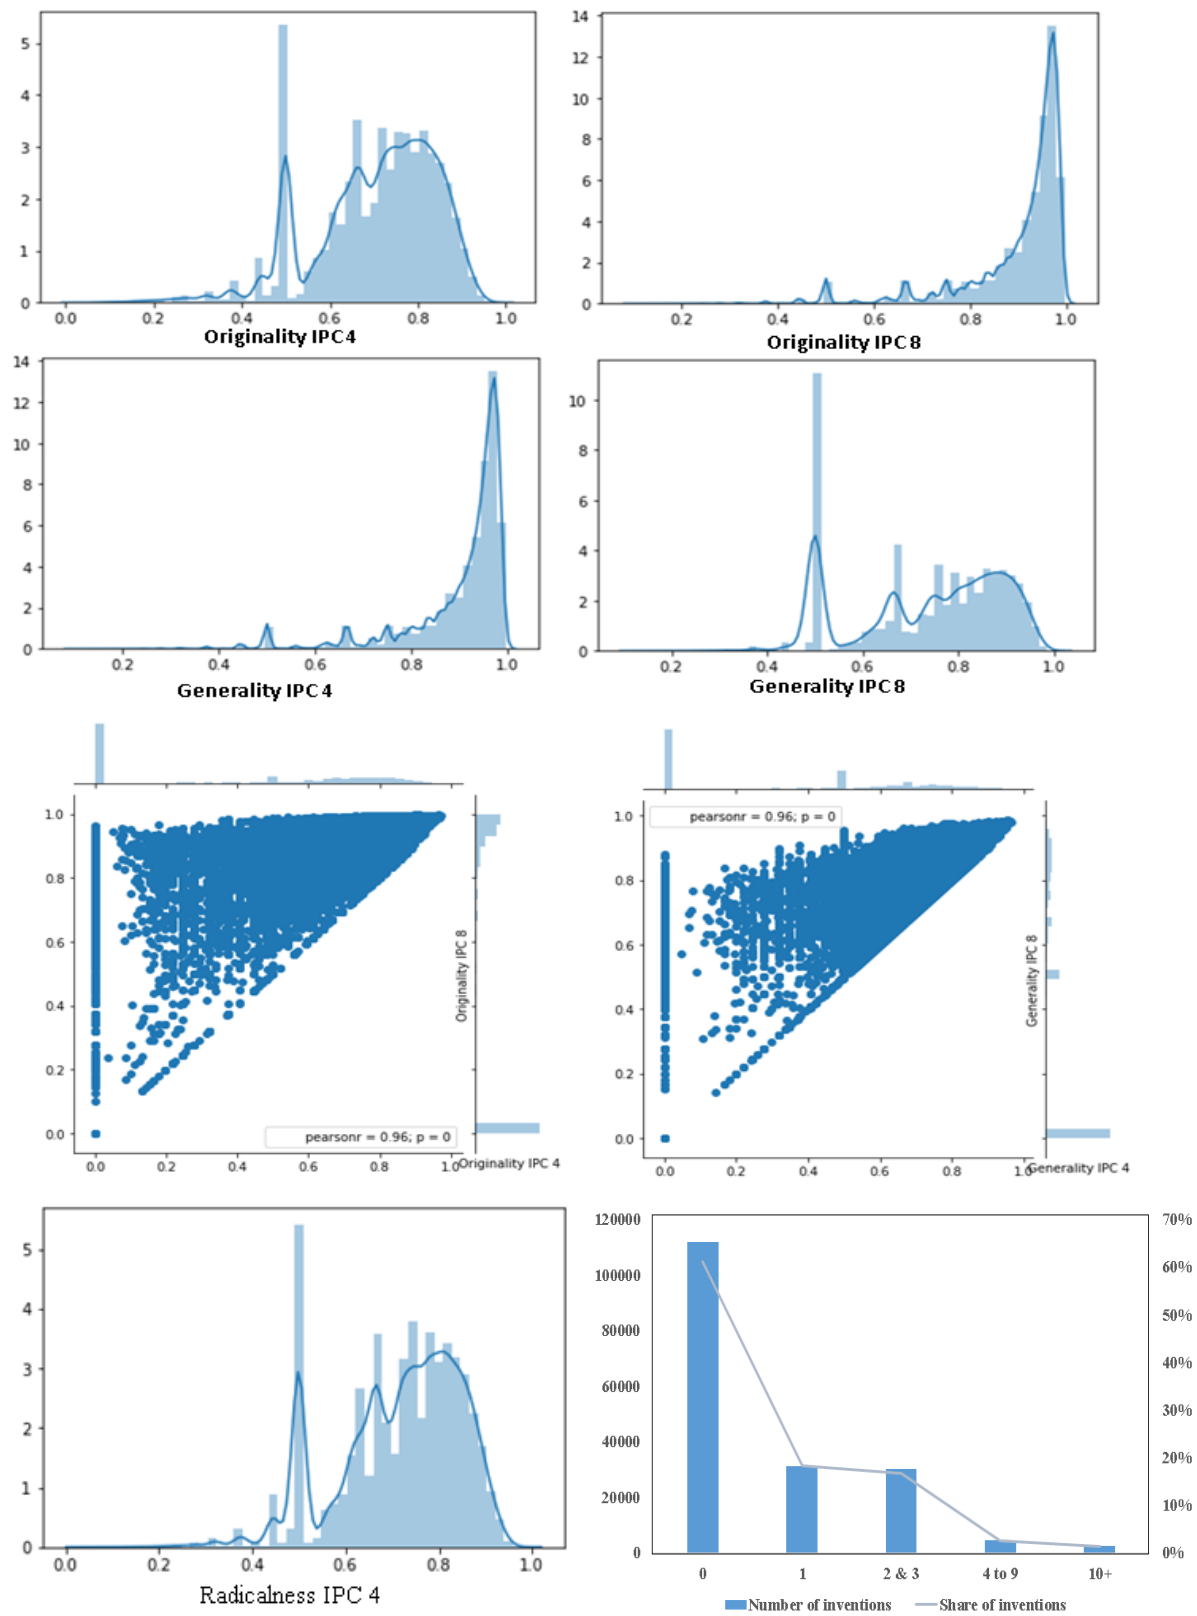 5
4
3
2
1
0
0.0 0.2 0.4 0.6 0.8 1.0
Originality IPC 4
14
12
10
8
6
4
2
0
0.2 0.4 0.6 0.8 1.0
Originality IPC 8
14
12
10
8
6
4
2
0
0.2 0.4 0.6 0.8 1.0
Generality IPC 4
10
8
6
4
2
0
0.2 0.4 0.6 0.8 1.0
Generality IPC 8
1.0
0.8
0.6
0.4
0.2
0.0
Originality IPC 8
pearsonr = 0.96; p = 0
0.0 0.2 0.4 0.6 0.8 1.0
Originality IPC 4
pearsonr = 0.96; p = 0
1.0
0.8
0.6
0.4
0.2
0.0
Generality IPC 8
0.0 0.2 0.4 0.6 0.8 1.0
Generality IPC 4
5
4
3
2
1
0
0.0 0.2 0.4 0.6 0.8 1.0
Radicalness IPC 4
120000 70%
100000 60%
80000 50%
60000 40%
40000 30%
20000 20%
0 10%
0%
0 1 2 & 3 4 to 9 10+
Number of inventions Share of inventions